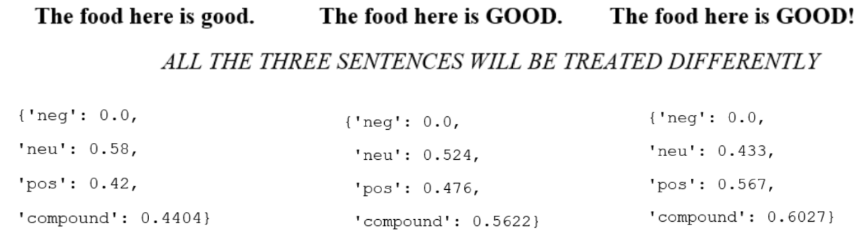 The food here is good. The food here is GOOD. The food here is GOOD!
ALL THE THREE SENTENCES WILL BE TREATED DIFFERENTLY
{'neg': 0.0,
'neu': 0.58,
'pos': 0.42,
'compound': 0.4404}
{'neg': 0.0,
'neu': 0.524,
'pos': 0.476,
'compound': 0.5622}
{'neg': 0.0,
'neu': 0.433,
'pos': 0.567,
'compound': 0.6027}